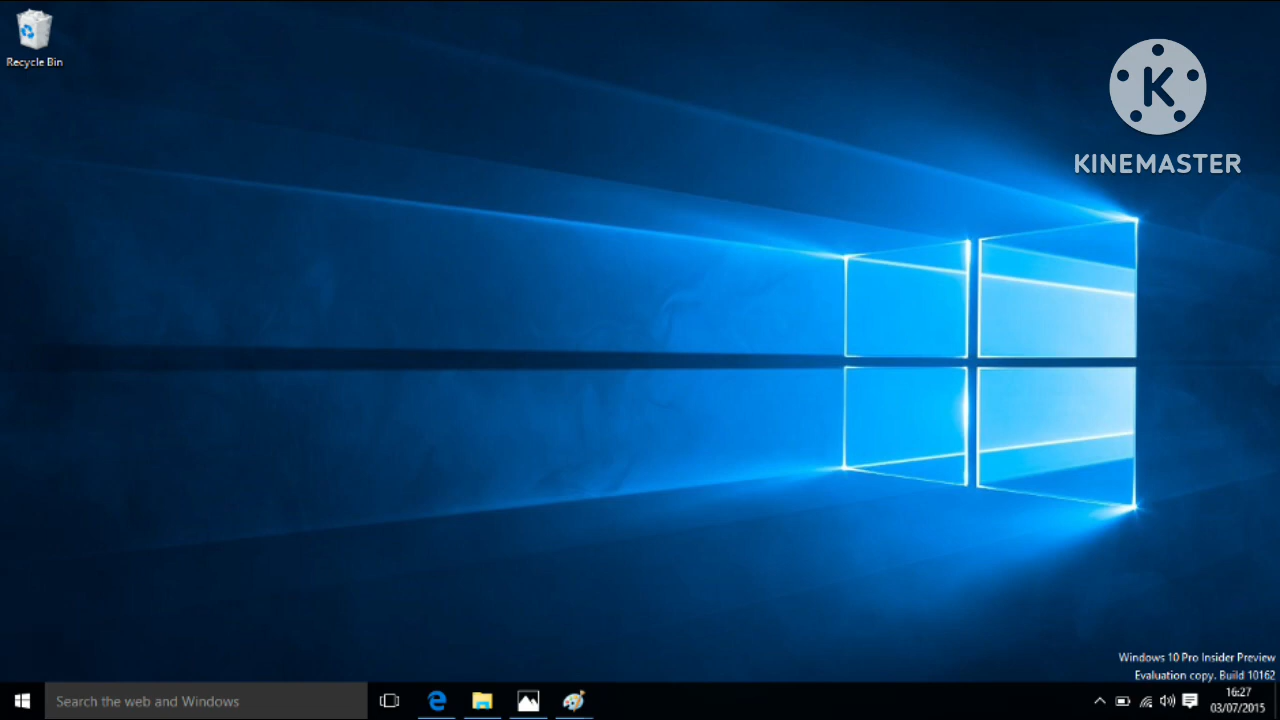 Recycle Bin
K
KINEMASTER
Windows 10 Pro Insider Preview
Evaluation copy. Build 10162
Search the web and Windows
16:27
03/07/2015